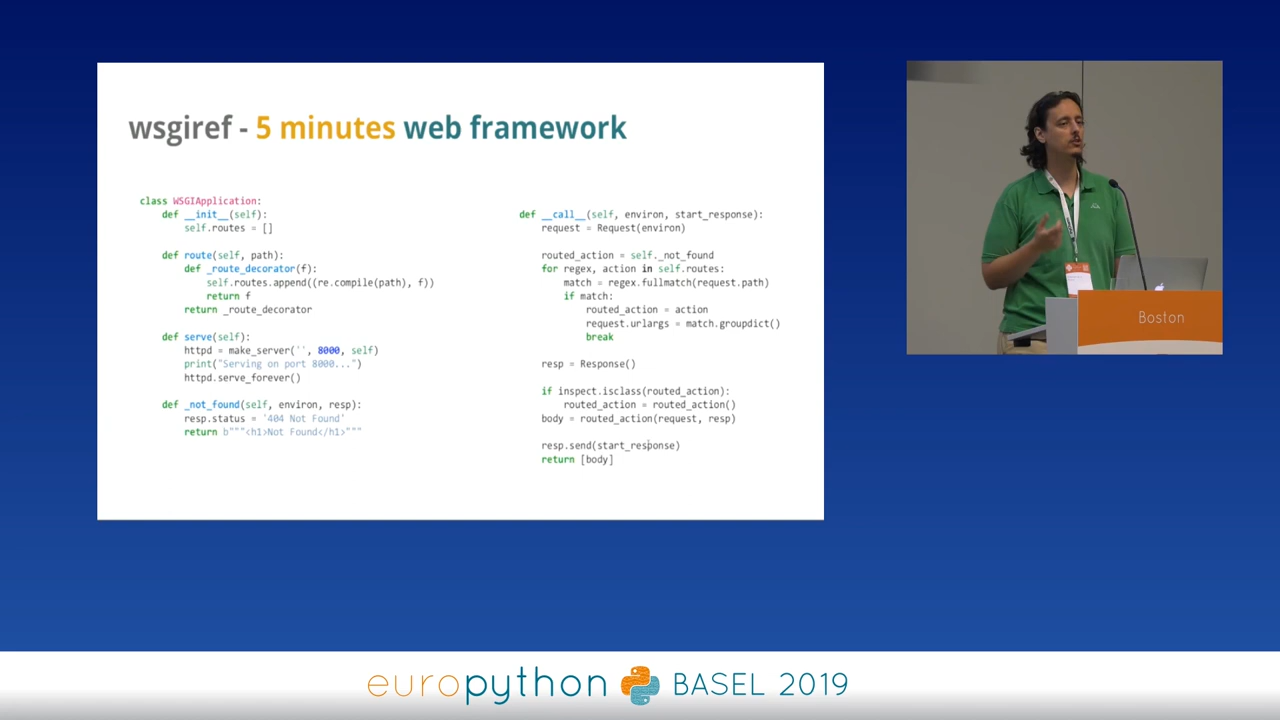 wsgiref - 5 minutes web framework
class WSGIApplication:
def __init__(self):
self.routes = []
def route(self, path):
def _route_decorator(f):
self.routes.append((re.compile(path), f))
return f
return _route_decorator
def serve(self):
httpd = make_server('', 8000, self)
print("Serving on port 8000...")
httpd.serve_forever()
def _not_found(self, environ, resp):
resp.status = '404 Not Found'
return b"""<h1>Not Found</h1>"""
def __call__(self, environ, start_response):
request = Request(environ)
routed_action = self._not_found
for regex, action in self.routes:
match = regex.fullmatch(request.path)
if match:
routed_action = action
request.urlargs = match.groupdict()
break
resp = Response()
if inspect.isclass(routed_action):
routed_action = routed_action()
body = routed_action(request, resp)
resp.send(start_response)
return [body]
Boston
europython BASEL 2019